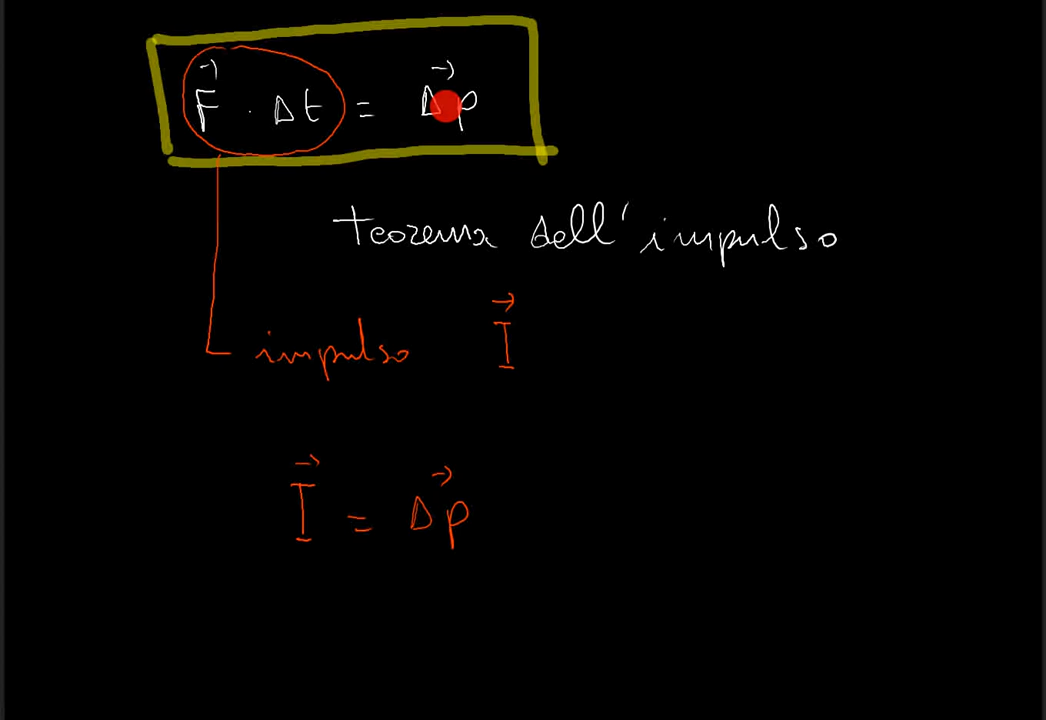 F⃗ · Δt = Δp⃗
teorema dell'impulso
impulso I⃗
I⃗ = Δp⃗